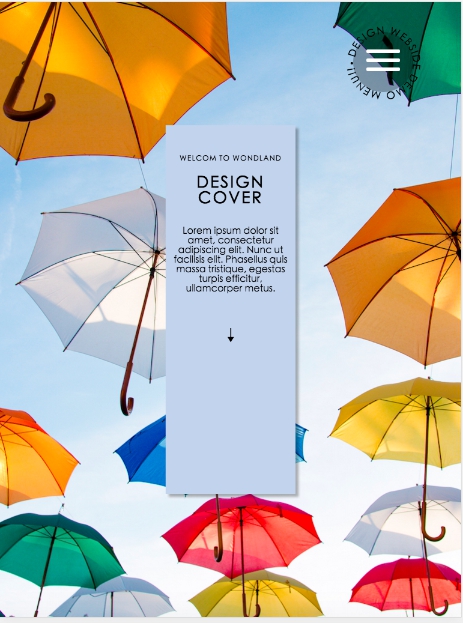 DESIGN WEBSIDE DEMO MENU!!
WELCOM TO WONDLAND
DESIGN
COVER
Lorem ipsum dolor sit
amet, consectetur
adipiscing elit. Nunc ut
facilisis elit. Phasellus quis
massa tristique, egestas
turpis efficitur,
ullamcorper metus.